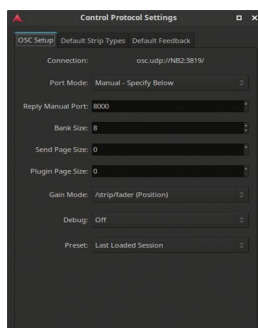 Control Protocol Settings
OSC Setup Default Strip Types Default Feedback
Connection: osc.udp://NB2:3819/
Port Mode: Manual - Specify Below
Reply Manual Port: 8000
Bank Size: 8
Send Page Size: 0
Plugin Page Size: 0
Gain Mode: /strip/fader (Position)
Debug: Off
Preset: Last Loaded Session